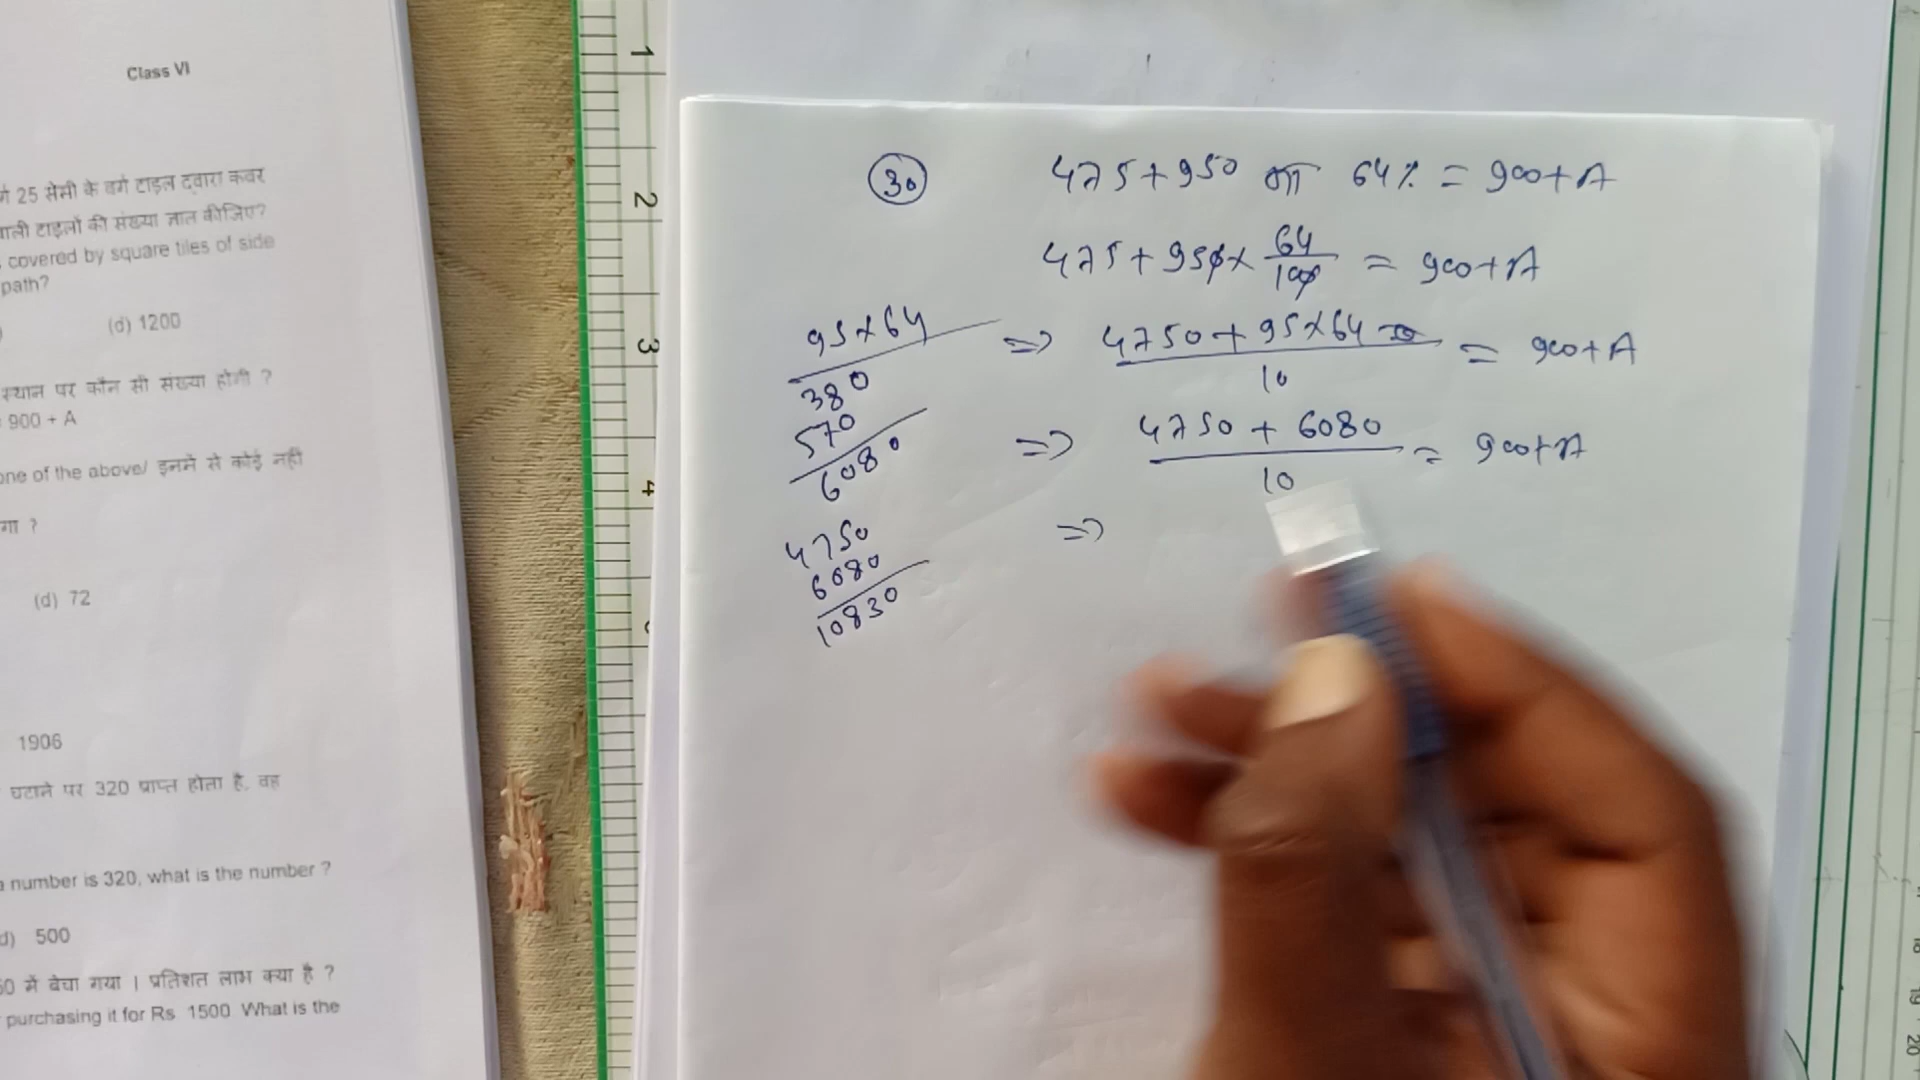 Class VI
25 सेमी के वर्ग टाइल द्वारा कवर
वाली टाइलों की संख्या ज्ञात कीजिए?
covered by square tiles of side
path?
(d) 1200
स्थान पर कौन सी संख्या होगी ?
900 + A
one of the above/ इनमे से कोई नहीं
गा ?
(d) 72
1906
घटाने पर 320 प्राप्त होता है, वह
number is 320, what is the number ?
d) 500
में बेचा गया । प्रतिशत लाभ क्या है ?
purchasing it for Rs 1500 What is the
1
2
3
4
30
475+950 का 64% = 900+A
475+950× 64/100 = 900+A
95×64
380
570
6080
⇒ 4750+95×64 / 10 = 900+A
⇒ 4750 + 6080 / 10 = 900+A
⇒
4750
6080
10830
19
20